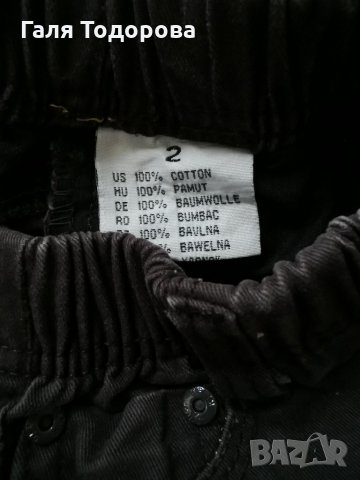 Галя Тодорова
2
US 100% COTTON
HU 100% PAMUT
DE 100% BAUMWOLLE
RO 100% BUMBAC
100% BAVLNA
100% BAWELNA
BAZAR